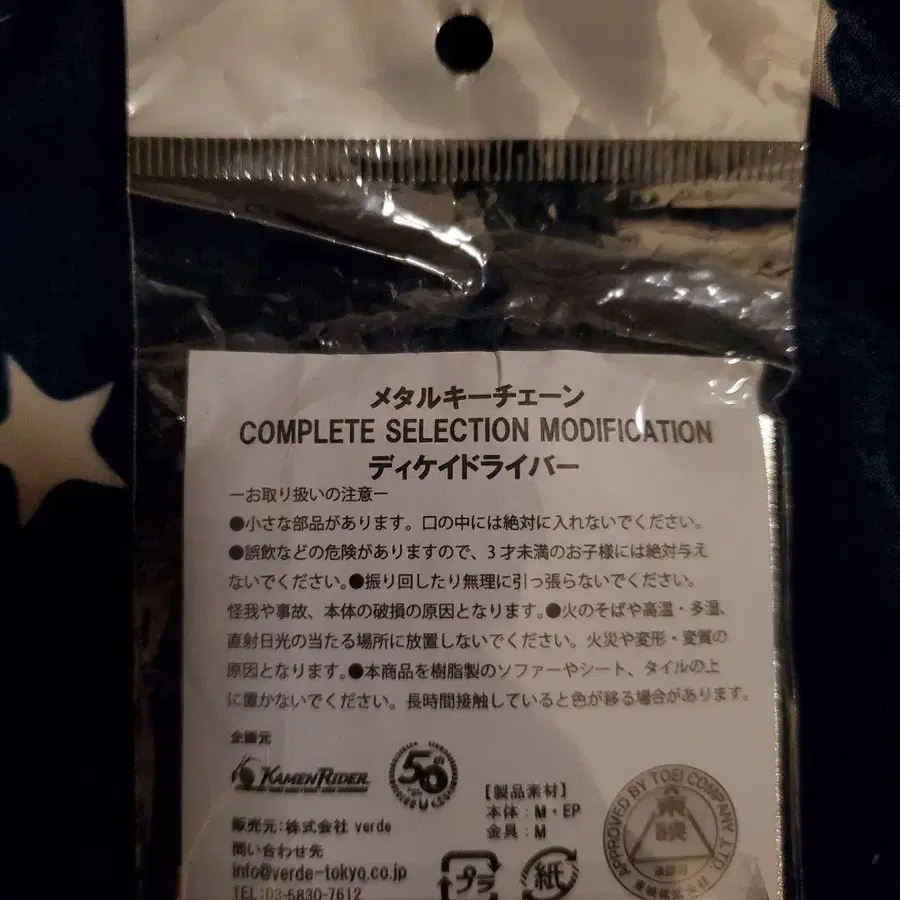 メタルキーチェーン
COMPLETE SELECTION MODIFICATION
ディケイドライバー
ーお取り扱いの注意ー
●小さな部品があります。口の中には絶対に入れないでください。
●誤飲などの危険がありますので、3才未満のお子様には絶対与え
ないでください。●振り回したり無理に引っ張らないでください。
怪我や事故、本体の破損の原因となります。●火のそばや高温・多湿、
直射日光の当たる場所に放置しないでください。火災や変形・変質の
原因となります。●本商品を樹脂製のソファーやシート、タイルの上
に置かないでください。長時間接触していると色が移る場合があります。
企画元
KAMEN RIDER
50th
【製品素材】
本体:M・EP
金具:M
販売元:株式会社 verde
問い合わせ先
info@verde-tokyo.co.jp
TEL:03-5830-7612
プラ
紙
APPROVED BY TOEI COMPANY, LTD
東映
東映株式会社